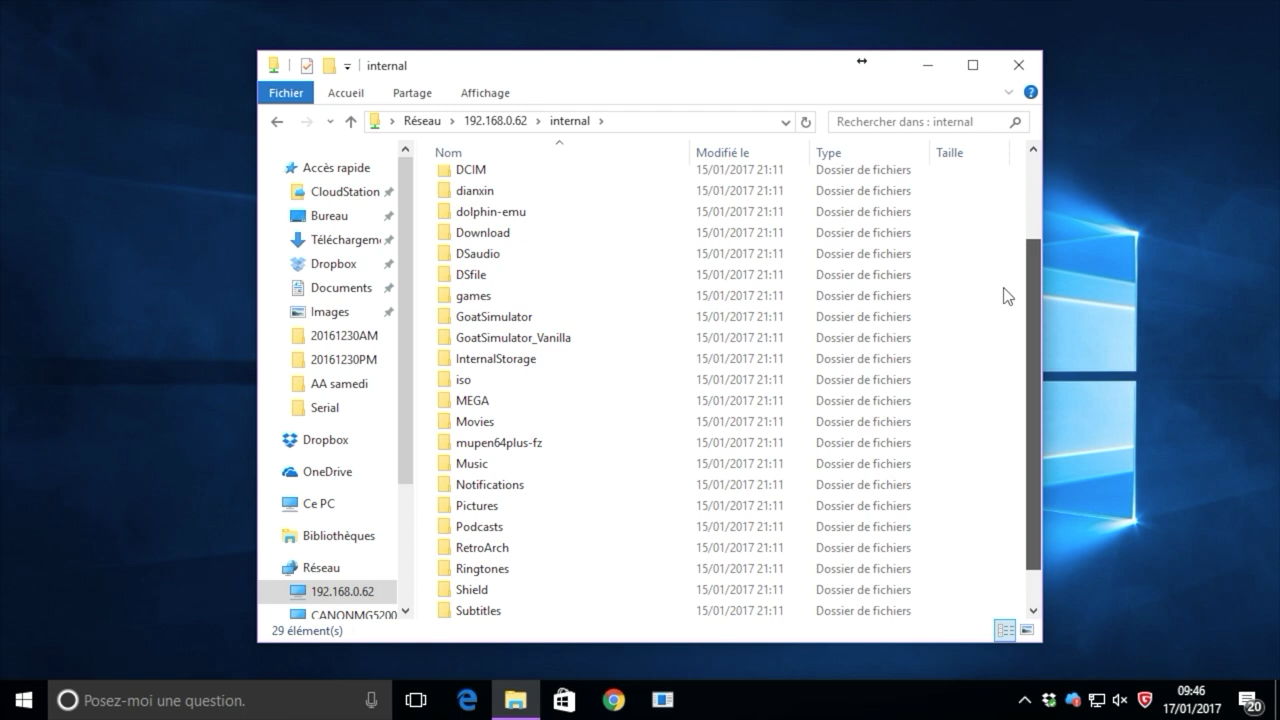 internal
Fichier Accueil Partage Affichage
Réseau 192.168.0.62 internal
Rechercher dans : internal
Nom Modifié le Type Taille
Accès rapide
CloudStation
Bureau
Téléchargem
Dropbox
Documents
Images
20161230AM
20161230PM
AA samedi
Serial
Dropbox
OneDrive
Ce PC
Bibliothèques
Réseau
192.168.0.62
CANONMG5200
DCIM 15/01/2017 21:11 Dossier de fichiers
dianxin 15/01/2017 21:11 Dossier de fichiers
dolphin-emu 15/01/2017 21:11 Dossier de fichiers
Download 15/01/2017 21:11 Dossier de fichiers
DSaudio 15/01/2017 21:11 Dossier de fichiers
DSfile 15/01/2017 21:11 Dossier de fichiers
games 15/01/2017 21:11 Dossier de fichiers
GoatSimulator 15/01/2017 21:11 Dossier de fichiers
GoatSimulator_Vanilla 15/01/2017 21:11 Dossier de fichiers
InternalStorage 15/01/2017 21:11 Dossier de fichiers
iso 15/01/2017 21:11 Dossier de fichiers
MEGA 15/01/2017 21:11 Dossier de fichiers
Movies 15/01/2017 21:11 Dossier de fichiers
mupen64plus-fz 15/01/2017 21:11 Dossier de fichiers
Music 15/01/2017 21:11 Dossier de fichiers
Notifications 15/01/2017 21:11 Dossier de fichiers
Pictures 15/01/2017 21:11 Dossier de fichiers
Podcasts 15/01/2017 21:11 Dossier de fichiers
RetroArch 15/01/2017 21:11 Dossier de fichiers
Ringtones 15/01/2017 21:11 Dossier de fichiers
Shield 15/01/2017 21:11 Dossier de fichiers
Subtitles 15/01/2017 21:11 Dossier de fichiers
29 élément(s)
Posez-moi une question.
09:46
17/01/2017
20